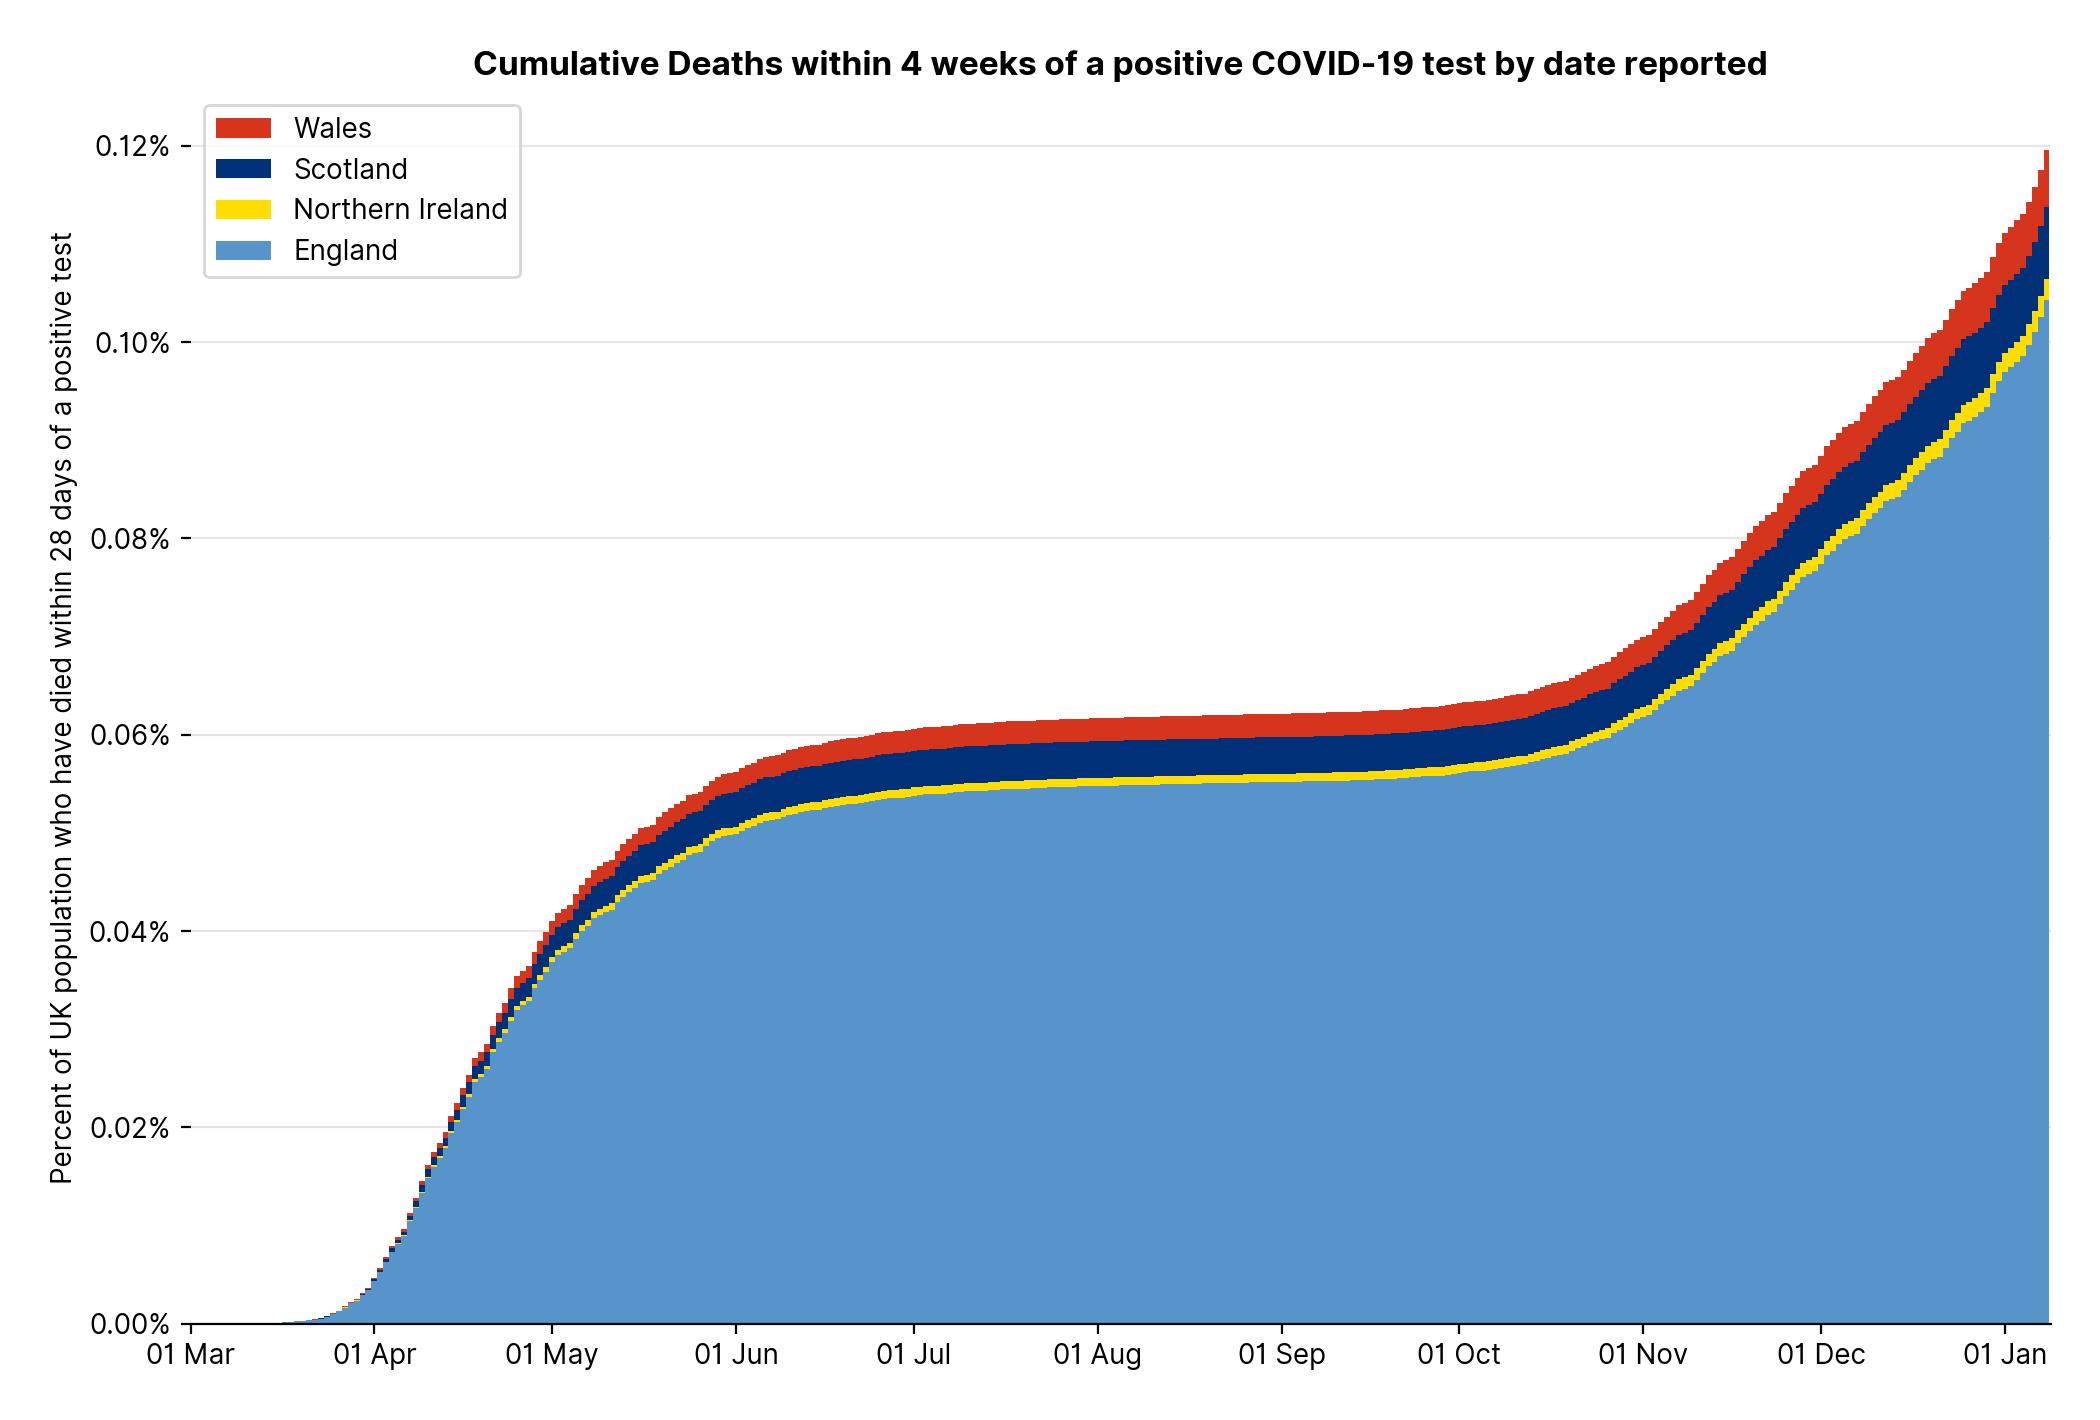 Cumulative Deaths within 4 weeks of a positive COVID-19 test by date reported
Wales
Scotland
Northern Ireland
England
Percent of UK population who have died within 28 days of a positive test
0.12%
0.10%
0.08%
0.06%
0.04%
0.02%
0.00%
01 Mar
01 Apr
01 May
01 Jun
01 Jul
01 Aug
01 Sep
01 Oct
01 Nov
01 Dec
01 Jan